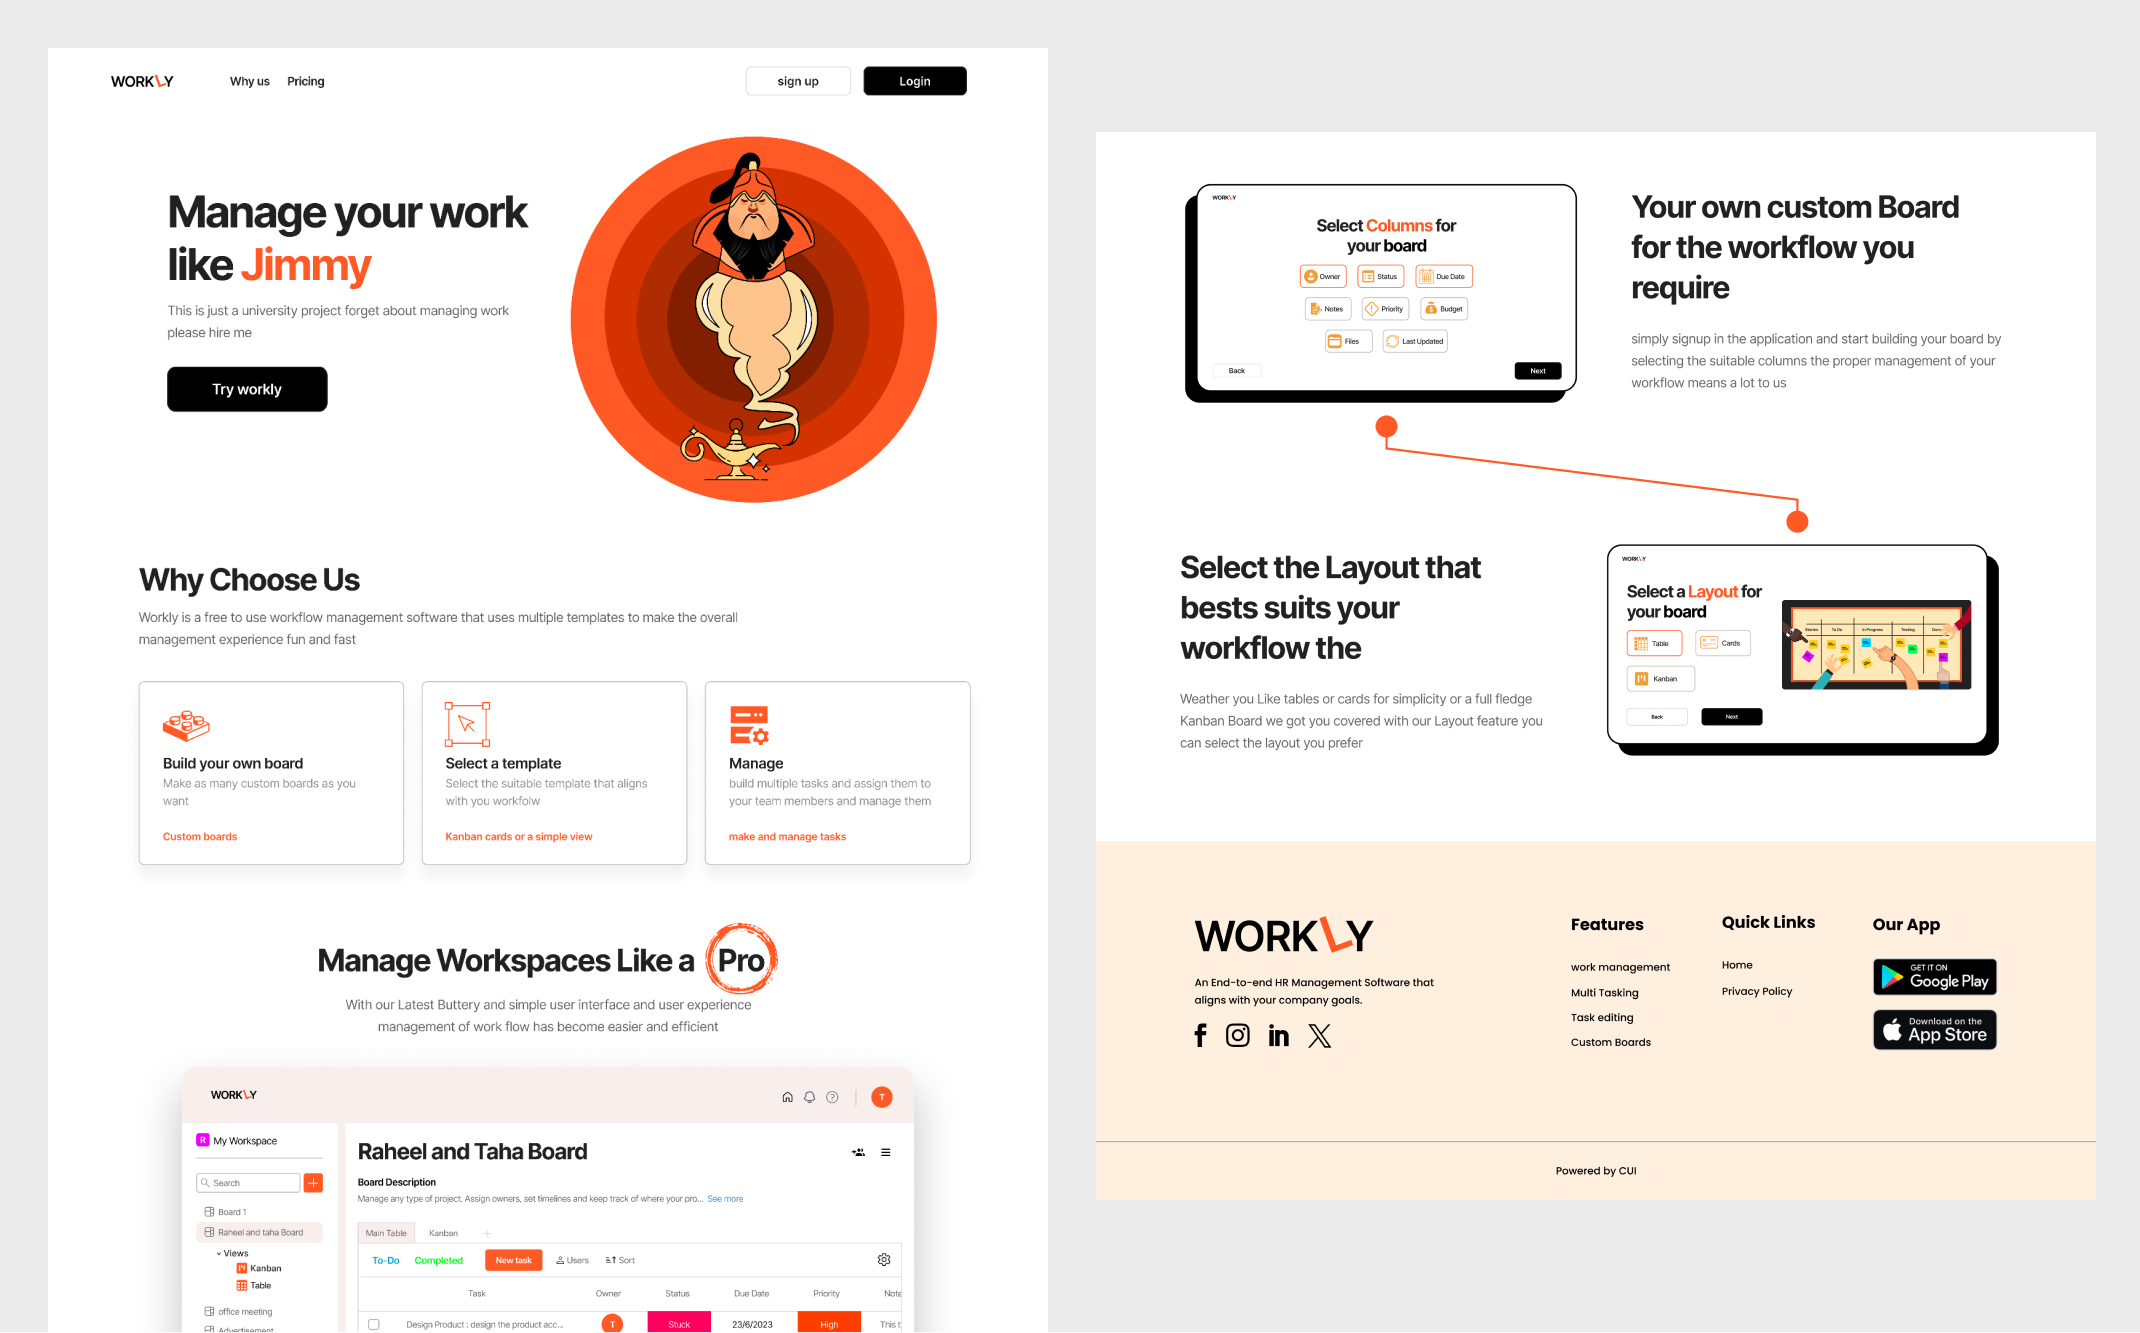 WORKLY
Why us
Pricing
sign up
Login
Manage your work
like Jimmy
This is just a university project forget about managing work
please hire me
Try workly
Why Choose Us
Workly is a free to use workflow management software that uses multiple templates to make the overall
management experience fun and fast
Build your own board
Make as many custom boards as you
want
Custom boards
Select a template
Select the suitable template that aligns
with you workfolw
Kanban cards or a simple view
Manage
build multiple tasks and assign them to
your team members and manage them
make and manage tasks
Manage Workspaces Like a Pro
With our Latest Buttery and simple user interface and user experience
management of work flow has become easier and efficient
WORKLY
T
R My Workspace
Search
Board 1
Raheel and taha Board
Views
Kanban
Table
office meeting
Advertisement
Raheel and Taha Board
Board Description
Manage any type of project. Assign owners, set timelines and keep track of where your pro... See more
Main Table
Kanban
To-Do
Completed
New task
Users
Sort
Task
Owner
Status
Due Date
Priority
Note
Design Product : design the product acc...
T
Stuck
23/6/2023
High
This t
WORKLY
Select Columns for
your board
Owner
Status
Due Date
Notes
Priority
Budget
Files
Last Updated
Back
Next
Your own custom Board
for the workflow you
require
simply signup in the application and start building your board by
selecting the suitable columns the proper management of your
workflow means a lot to us
Select the Layout that
bests suits your
workflow the
Weather you Like tables or cards for simplicity or a full fledge
Kanban Board we got you covered with our Layout feature you
can select the layout you prefer
WORKLY
Select a Layout for
your board
Table
Cards
Kanban
Back
Next
Stories
To Do
In Progress
Testing
WORKLY
An End-to-end HR Management Software that
aligns with your company goals.
Features
work management
Multi Tasking
Task editing
Custom Boards
Quick Links
Home
Privacy Policy
Our App
GET IT ON
Google Play
Download on the
App Store
Powered by CUI